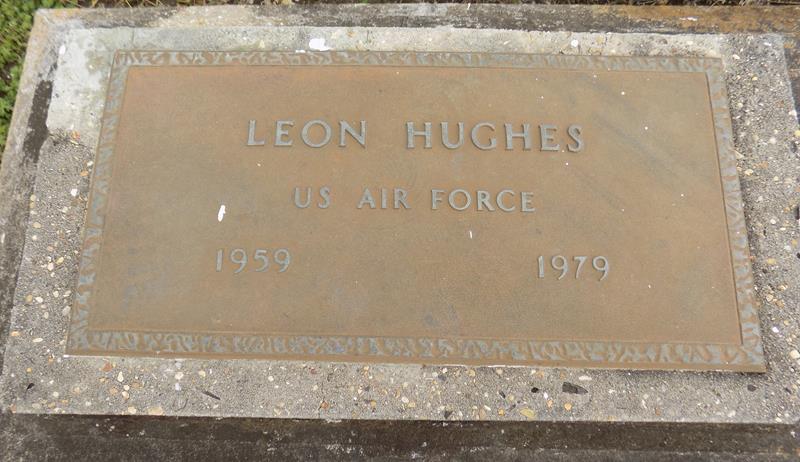 LEON HUGHES
US AIR FORCE
1959 1979